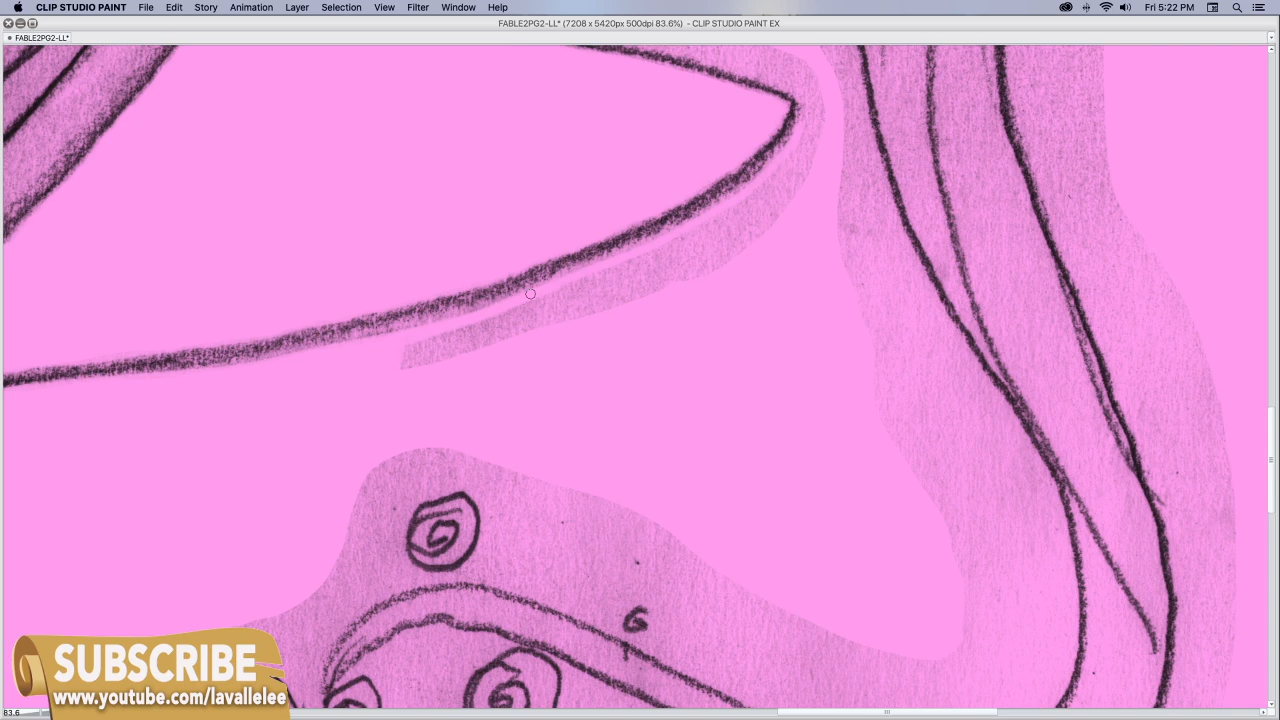 CLIP STUDIO PAINT File Edit Story Animation Layer Selection View Filter Window Help Fri 5:22 PM
FABLE2PG2-LL* (7208 x 5420px 500dpi 83.6%) - CLIP STUDIO PAINT EX
FABLE2PG2-LL*
G
SUBSCRIBE
www.youtube.com/lavallelee
83.6